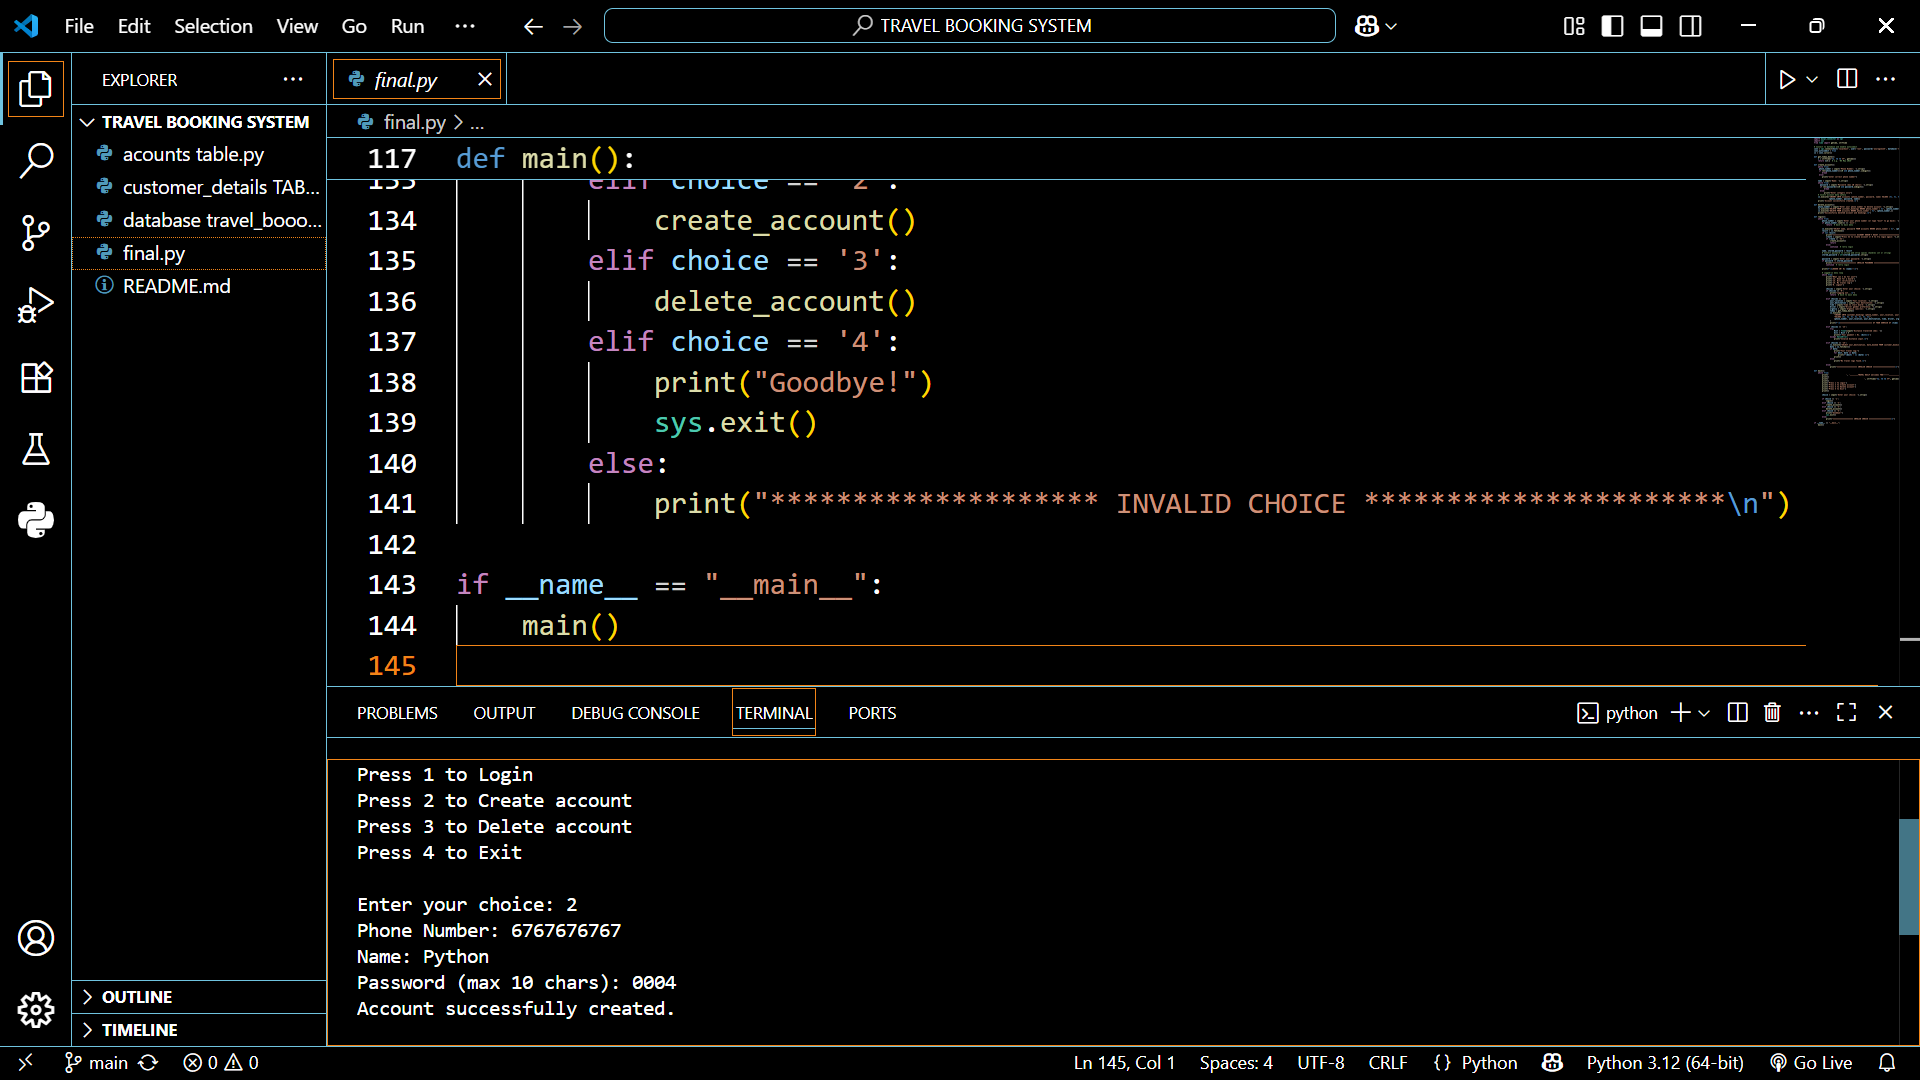 File Edit Selection View Go Run ··· TRAVEL BOOKING SYSTEM
EXPLORER ···
final.py
TRAVEL BOOKING SYSTEM
acounts table.py
customer_details TAB...
database travel_booo...
final.py
README.md
OUTLINE
TIMELINE
final.py > ...
117 def main():
133 elif choice == '2':
134 create_account()
135 elif choice == '3':
136 delete_account()
137 elif choice == '4':
138 print("Goodbye!")
139 sys.exit()
140 else:
141 print("******************** INVALID CHOICE **********************\n")
142
143 if __name__ == "__main__":
144 main()
145
PROBLEMS OUTPUT DEBUG CONSOLE TERMINAL PORTS python
Press 1 to Login
Press 2 to Create account
Press 3 to Delete account
Press 4 to Exit
Enter your choice: 2
Phone Number: 6767676767
Name: Python
Password (max 10 chars): 0004
Account successfully created.
main 0 0 Ln 145, Col 1 Spaces: 4 UTF-8 CRLF {} Python Python 3.12 (64-bit) Go Live